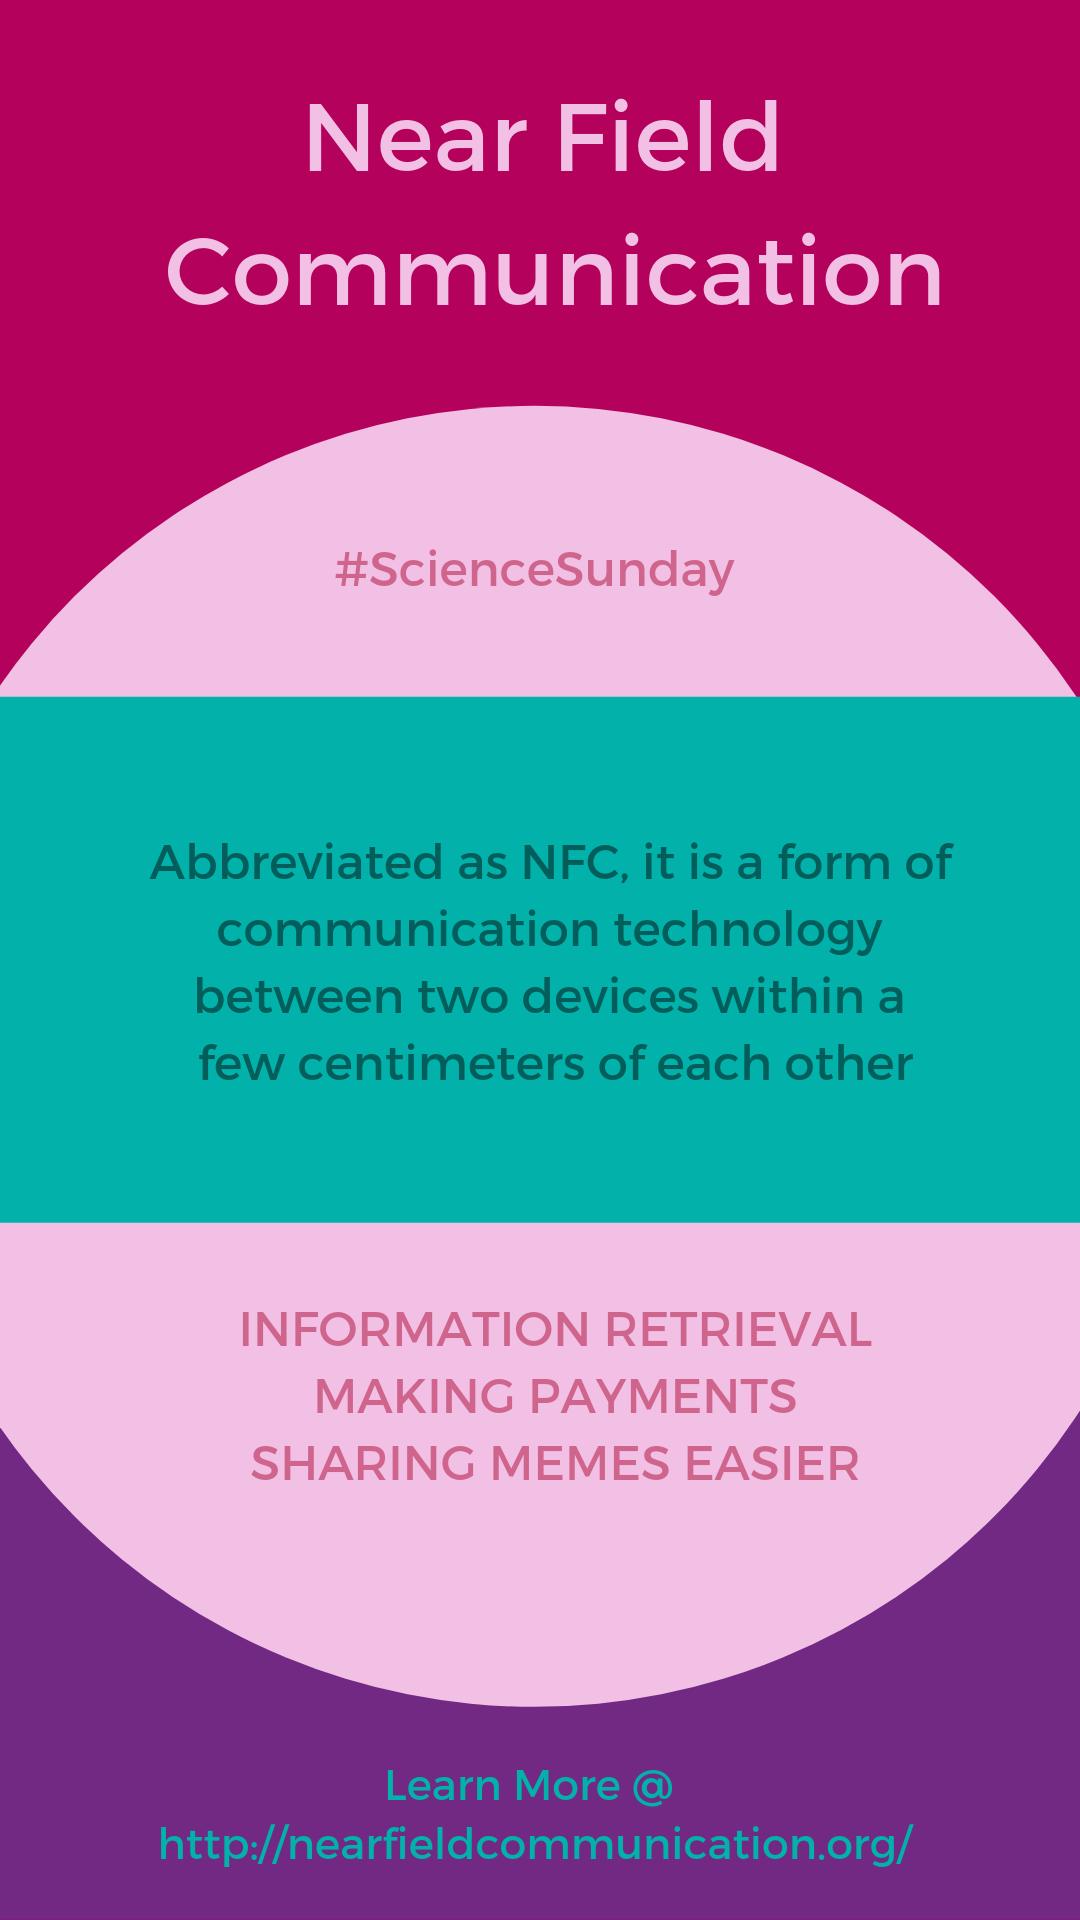 Near Field
Communication
#ScienceSunday
Abbreviated as NFC, it is a form of
communication technology
between two devices within a
few centimeters of each other
INFORMATION RETRIEVAL
MAKING PAYMENTS
SHARING MEMES EASIER
Learn More @
http://nearfieldcommunication.org/